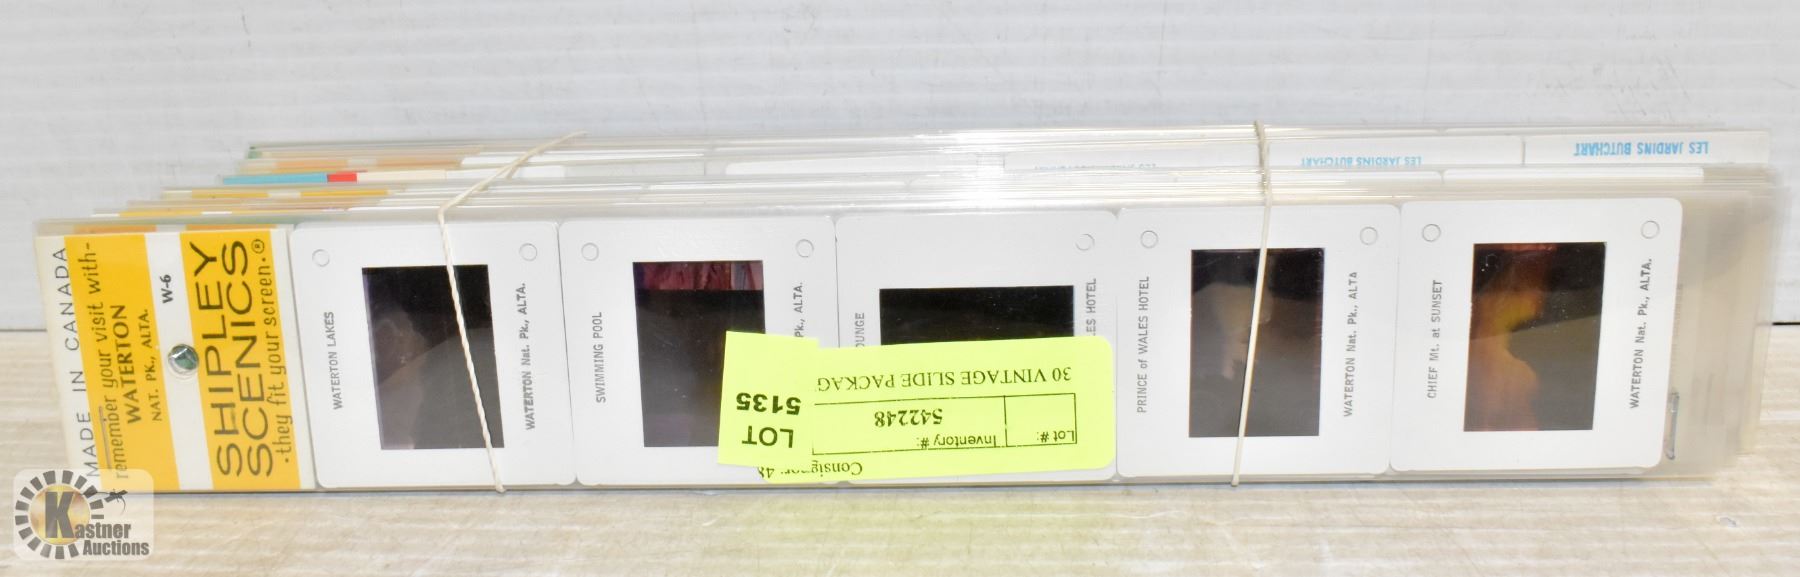 LES JARDINS BUTCHART
LES JARDINS BUTCHART
MADE IN CANADA
remember your visit with-
WATERTON
NAT. PK., ALTA.
W-6
SHIPLEY
SCENICS
-they fit your screen.®
WATERTON LAKES
WATERTON Nat. Pk., ALTA.
SWIMMING POOL
Pk., ALTA.
ES HOTEL
PRINCE of WALES HOTEL
WATERTON Nat. Pk., ALTA
CHIEF Mt. at SUNSET
WATERTON Nat. Pk., ALTA.
LOT
5135
Consignor: 48
Lot #:
Inventory #:
542248
30 VINTAGE SLIDE PACKAG
Kastner
Auctions